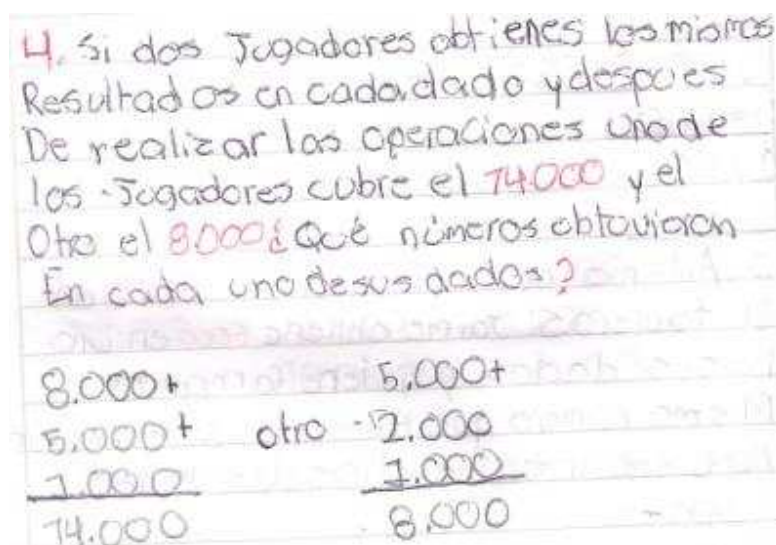 4. Si dos Jugadores obtienes los mismos
Resultados en cada dado y despues
De realizar las operaciones uno de
los Jugadores cubre el 14.000 y el
Otro el 8.000 ¿Qué números obtuvieron
En cada uno de sus dados?
8.000+ 5.000+
5.000+ otro 2.000
1.000 1.000
14.000 8.000